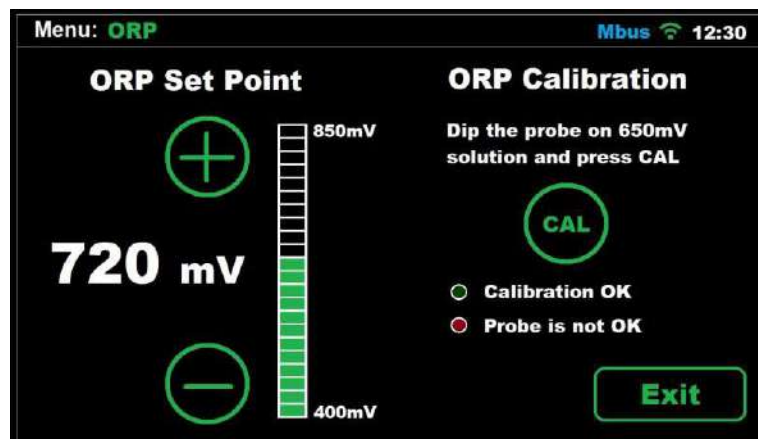 Menu: ORP
Mbus 12:30
ORP Set Point
850mV
720 mV
400mV
ORP Calibration
Dip the probe on 650mV
solution and press CAL
CAL
Calibration OK
Probe is not OK
Exit